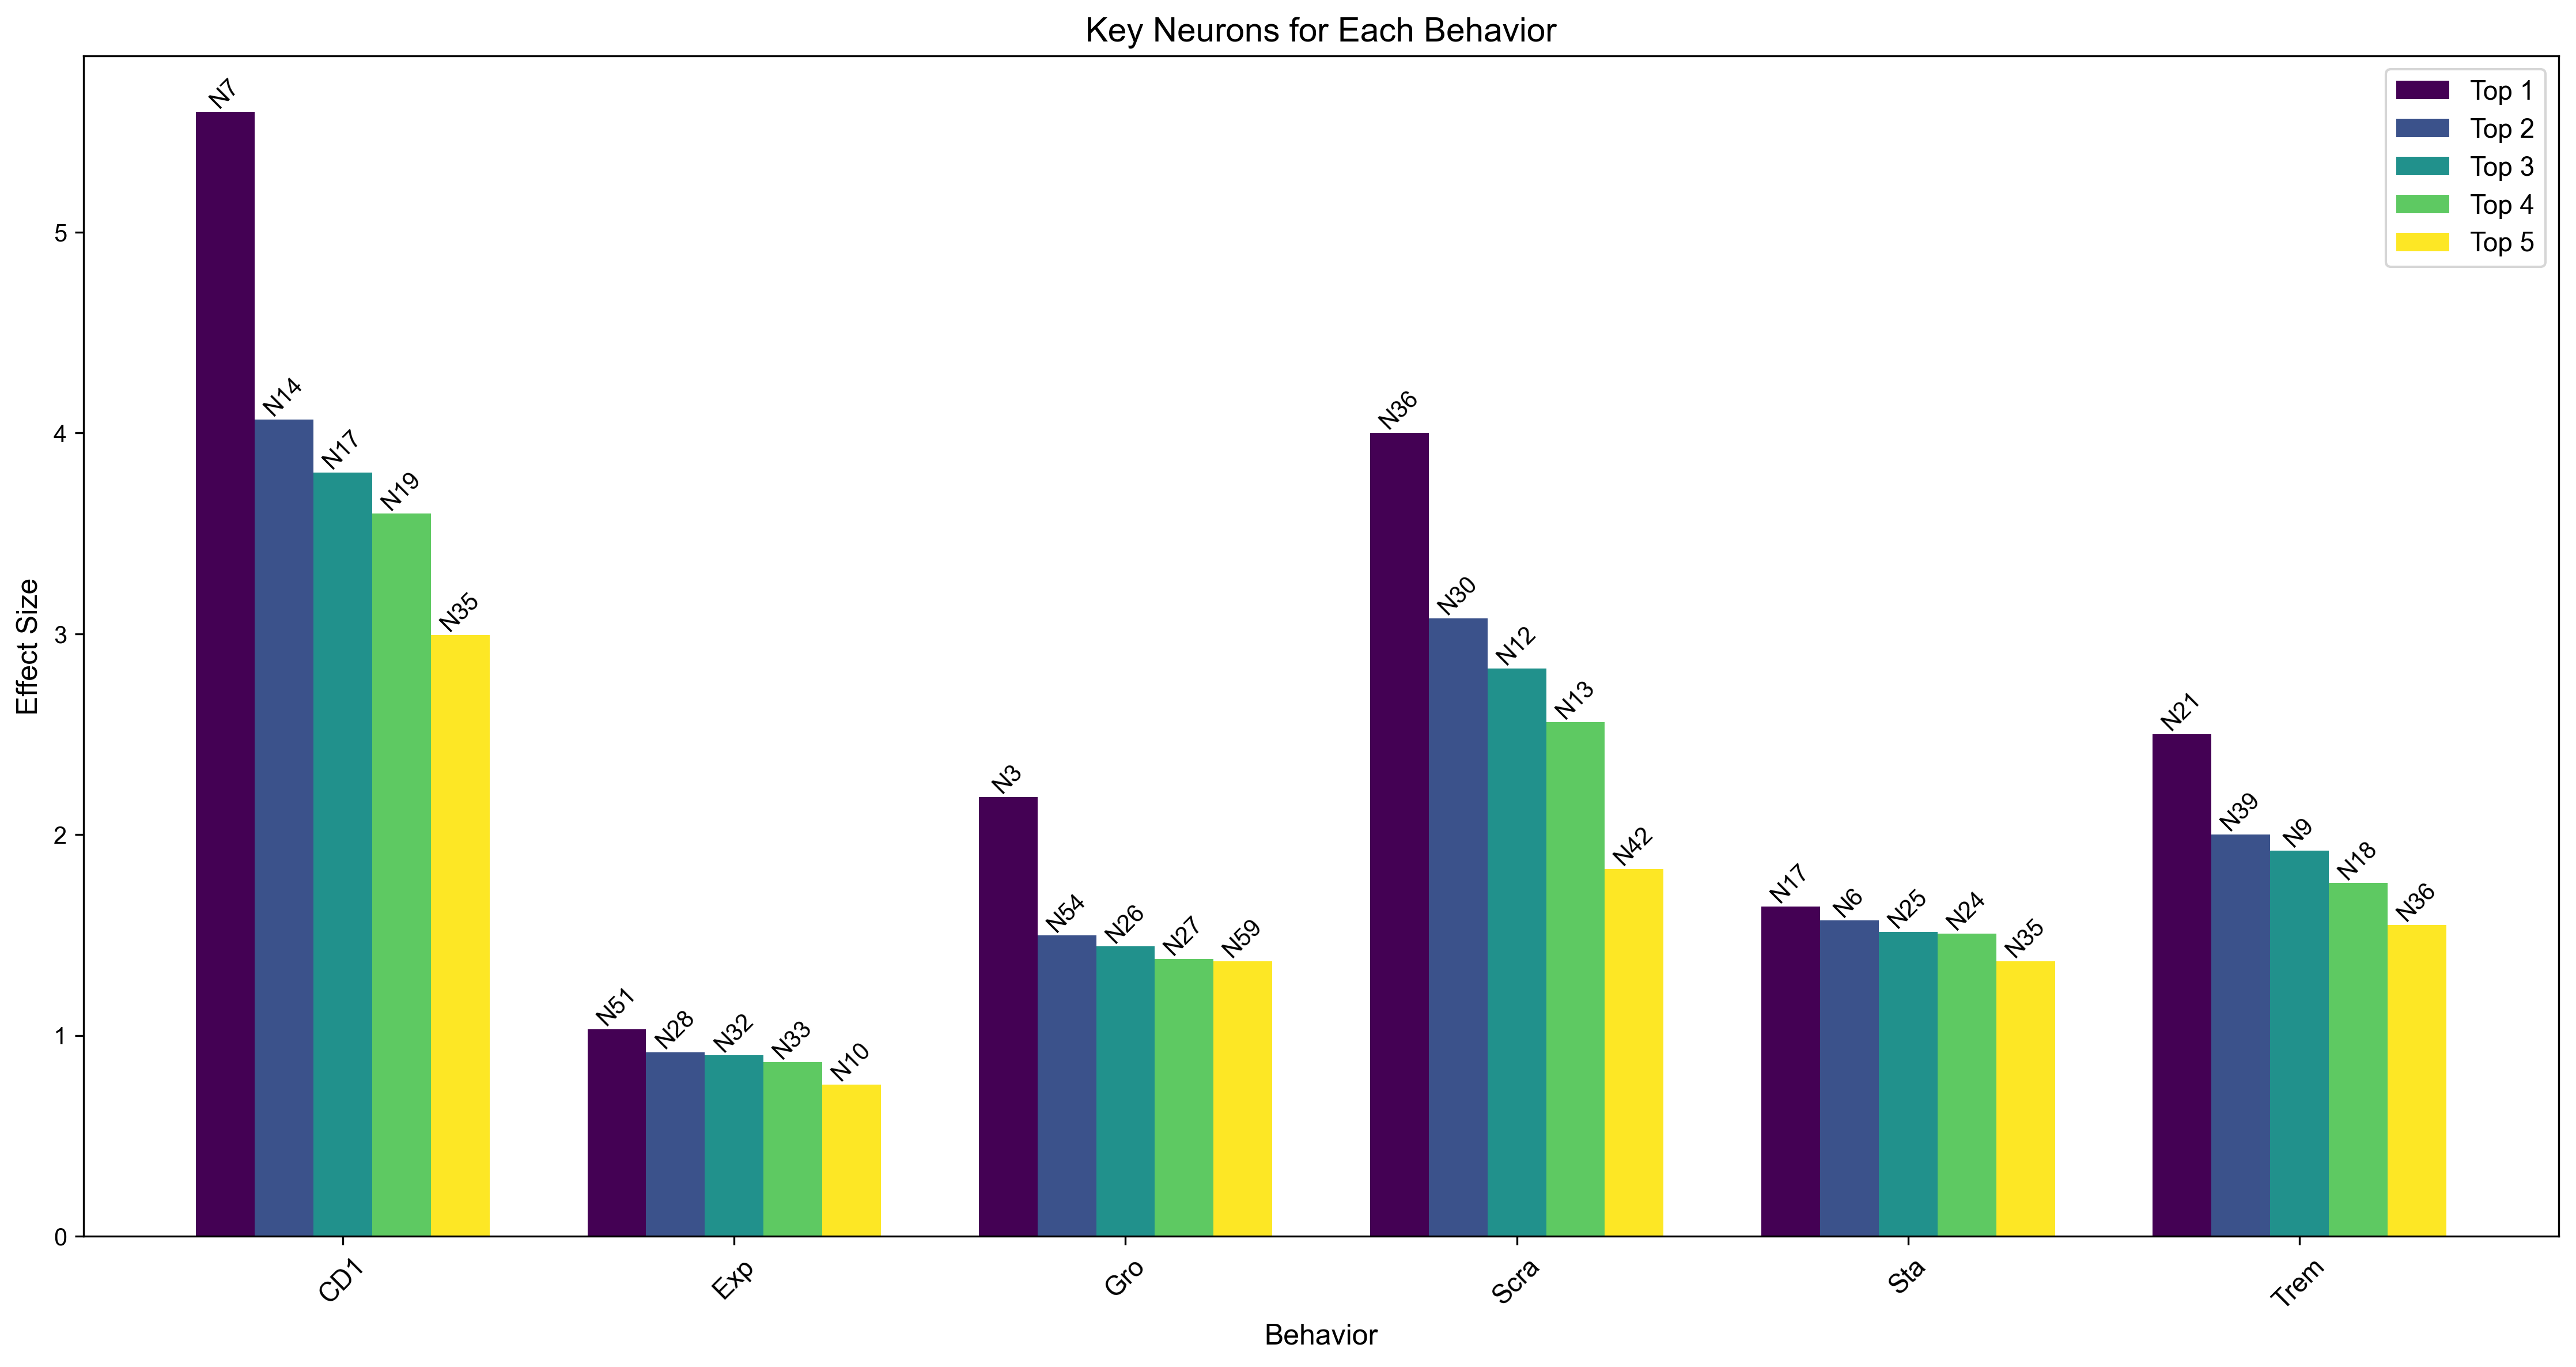 Key Neurons for Each Behavior
Top 1
Top 2
Top 3
Top 4
Top 5
Effect Size
5
4
3
2
1
0
N7
N14
N17
N19
N35
N51
N28
N32
N33
N10
N3
N54
N26
N27
N59
N36
N30
N12
N13
N42
N17
N6
N25
N24
N35
N21
N39
N9
N18
N36
CD1
Exp
Gro
Scra
Sta
Trem
Behavior